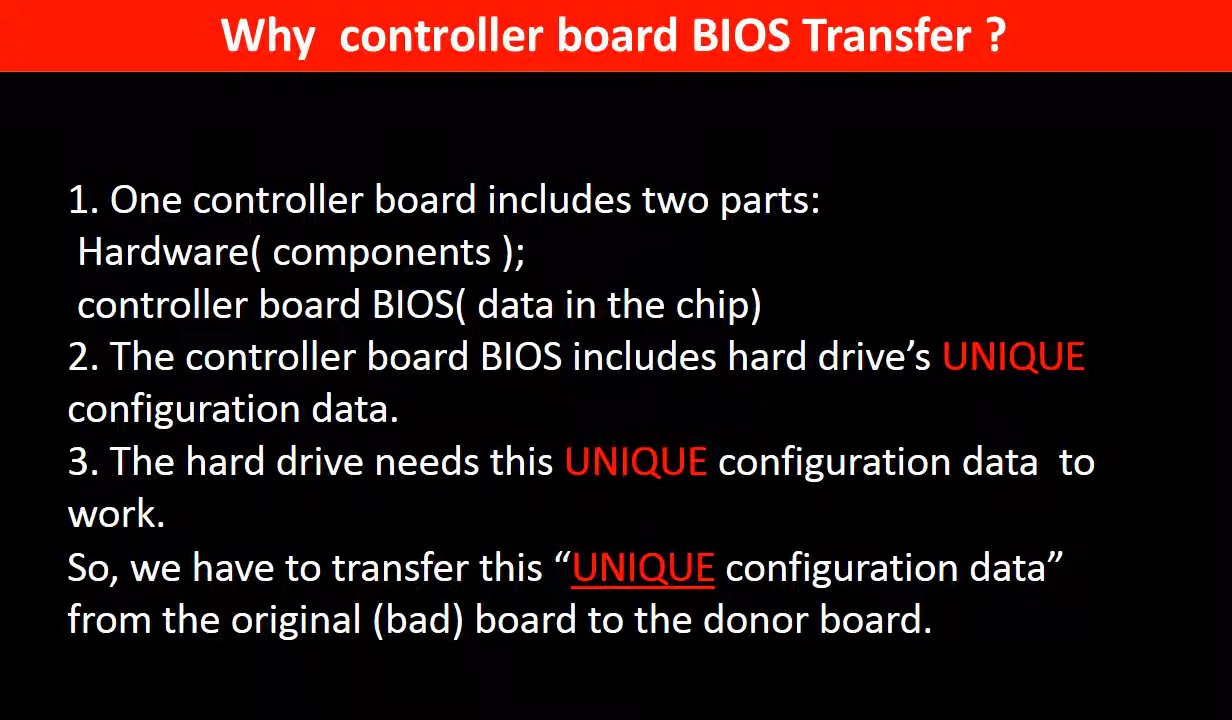 Why  controller board BIOS Transfer ?
1. One controller board includes two parts:
Hardware( components );
controller board BIOS( data in the chip)
2. The controller board BIOS includes hard drive’s UNIQUE
configuration data.
3. The hard drive needs this UNIQUE configuration data  to
work.
So, we have to transfer this “UNIQUE configuration data”
from the original (bad) board to the donor board.